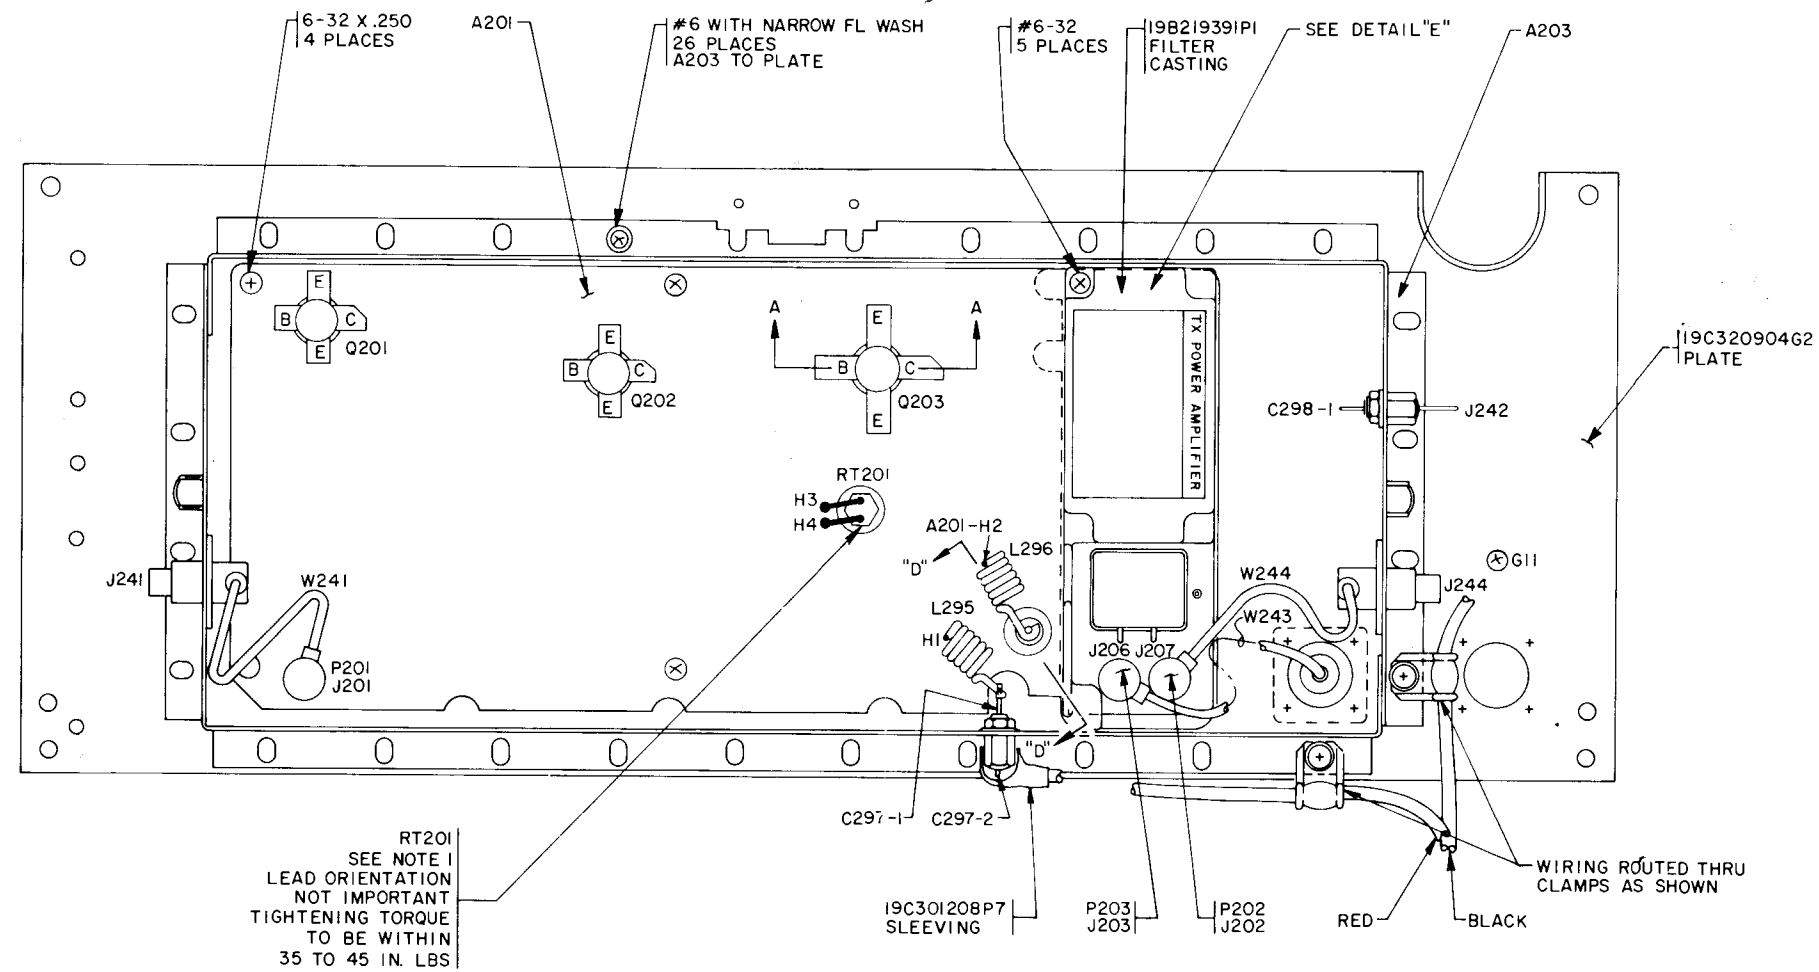 6-32 X .250
4 PLACES
A201
#6 WITH NARROW FL WASH
26 PLACES
A203 TO PLATE
#6-32
5 PLACES
19B219391P1
FILTER
CASTING
SEE DETAIL "E"
A203
19C320904G2
PLATE
E
B
C
E
Q201
E
B
C
E
Q202
A
A
E
B
C
E
Q203
TX POWER AMPLIFIER
C298-1
J242
RT201
H3
H4
A201-H2
"D"
L296
L295
H1
J241
W241
P201
J201
W244
W243
J206
J207
J244
G11
"D"
C297-1
C297-2
RT201
SEE NOTE 1
LEAD ORIENTATION
NOT IMPORTANT
TIGHTENING TORQUE
TO BE WITHIN
35 TO 45 IN. LBS
19C301208P7
SLEEVING
P203
J203
P202
J202
RED
BLACK
WIRING ROUTED THRU
CLAMPS AS SHOWN